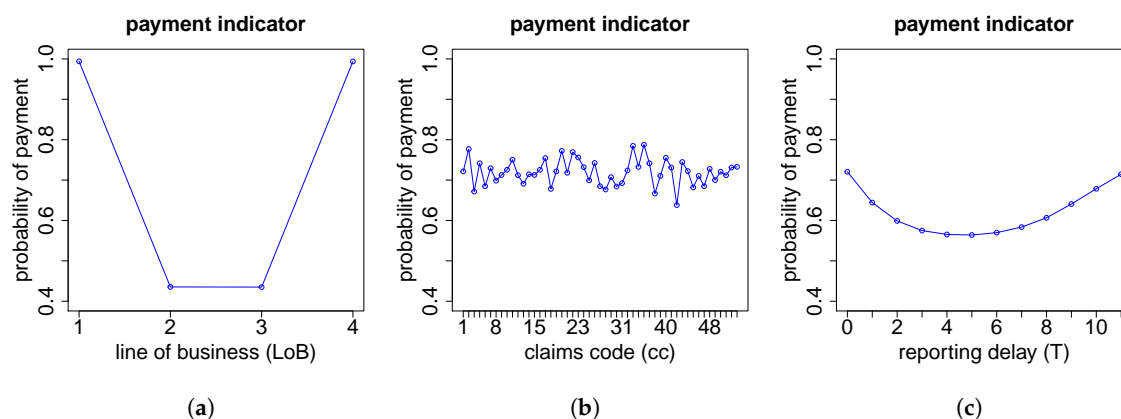 payment indicator
probability of payment
0.4 0.6 0.8 1.0
1 2 3 4
line of business (LoB)
(a)
payment indicator
probability of payment
0.4 0.6 0.8 1.0
1 8 15 23 31 40 48
claims code (cc)
(b)
payment indicator
probability of payment
0.4 0.6 0.8 1.0
0 2 4 6 8 10
reporting delay (T)
(c)